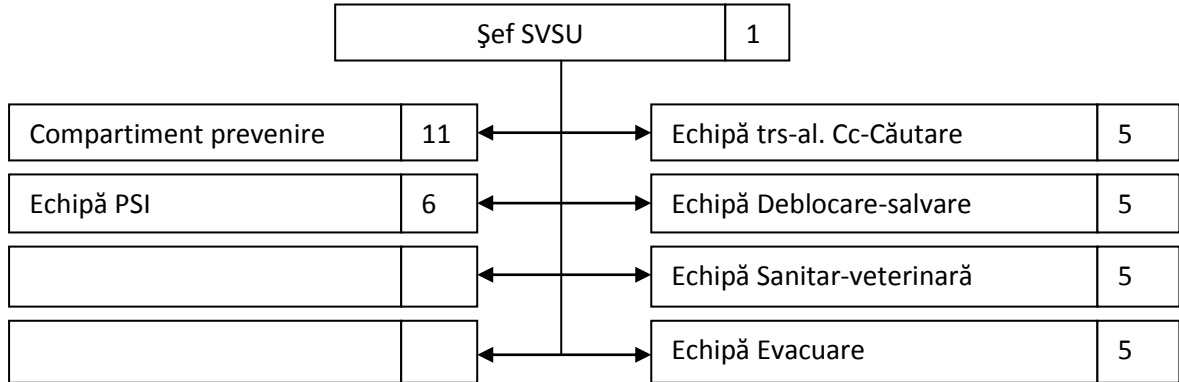 Şef SVSU 1
Compartiment prevenire 11 Echipă trs-al. Cc-Căutare 5
Echipă PSI 6 Echipă Deblocare-salvare 5
Echipă Sanitar-veterinară 5
Echipă Evacuare 5